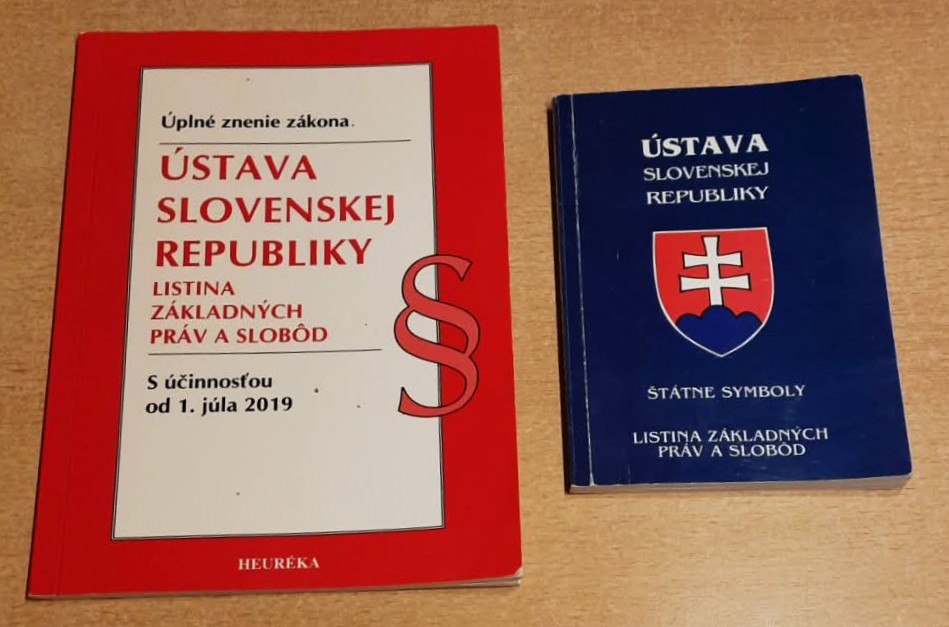 Úplné znenie zákona
ÚSTAVA
SLOVENSKEJ
REPUBLIKY
LISTINA
ZÁKLADNÝCH
PRÁV A SLOBÔD
§
S účinnosťou
od 1. júla 2019
HEURÉKA
ÚSTAVA
SLOVENSKEJ
REPUBLIKY
ŠTÁTNE SYMBOLY
LISTINA ZÁKLADNÝCH
PRÁV A SLOBÔD